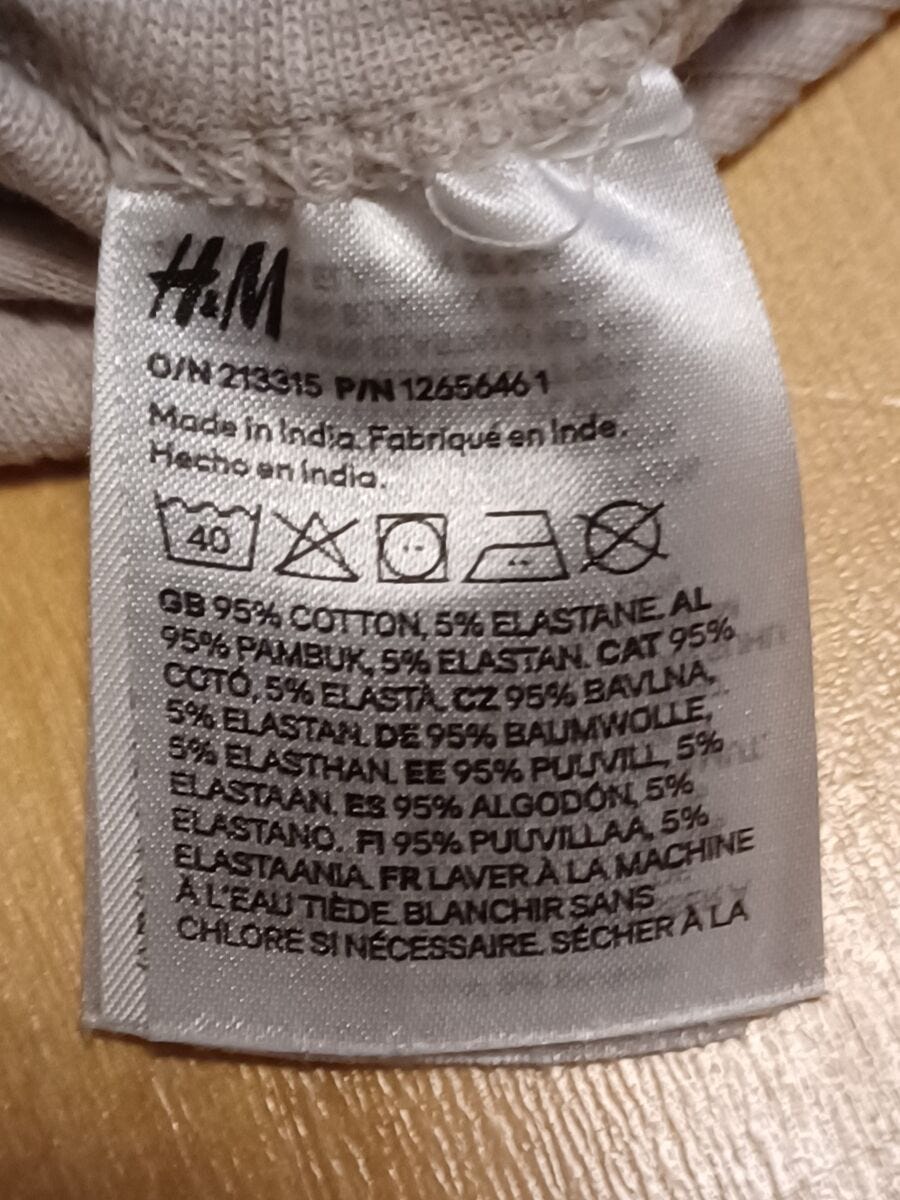 H&M
O/N 213315 P/N 1265646 1
Made in India. Fabriqué en Inde.
Hecho en India.
40
GB 95% COTTON, 5% ELASTANE. AL
95% PAMBUK, 5% ELASTAN. CAT 95%
COTÓ, 5% ELASTÀ. CZ 95% BAVLNA,
5% ELASTAN. DE 95% BAUMWOLLE,
5% ELASTHAN. EE 95% PUUVILL, 5%
ELASTAAN. ES 95% ALGODÓN, 5%
ELASTANO. FI 95% PUUVILLAA, 5%
ELASTAANIA. FR LAVER À LA MACHINE
À L'EAU TIÈDE. BLANCHIR SANS
CHLORE SI NÉCESSAIRE. SÉCHER À LA